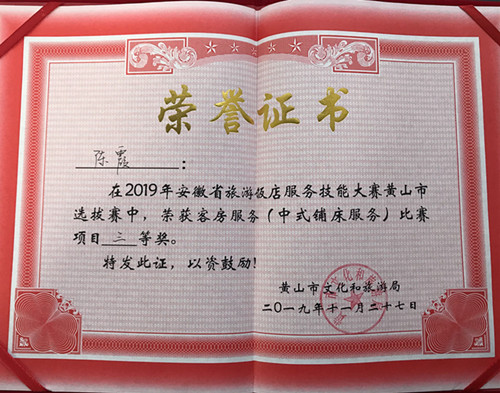 荣誉证书
陈霞：
在2019年安徽省旅游饭店服务技能大赛黄山市
选拔赛中，荣获客房服务（中式铺床服务）比赛
项目三等奖。
特发此证，以资鼓励！
黄山市文化和旅游局
二〇一九年十一月二十七日